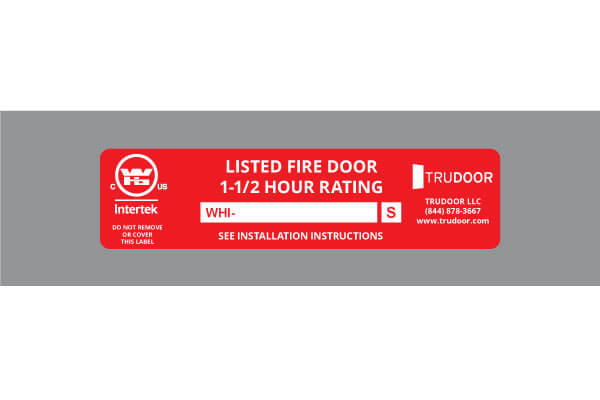 WH
C US
Intertek
DO NOT REMOVE
OR COVER
THIS LABEL
LISTED FIRE DOOR
1-1/2 HOUR RATING
WHI- S
SEE INSTALLATION INSTRUCTIONS
TRUDOOR
TRUDOOR LLC
(844) 878-3667
www.trudoor.com